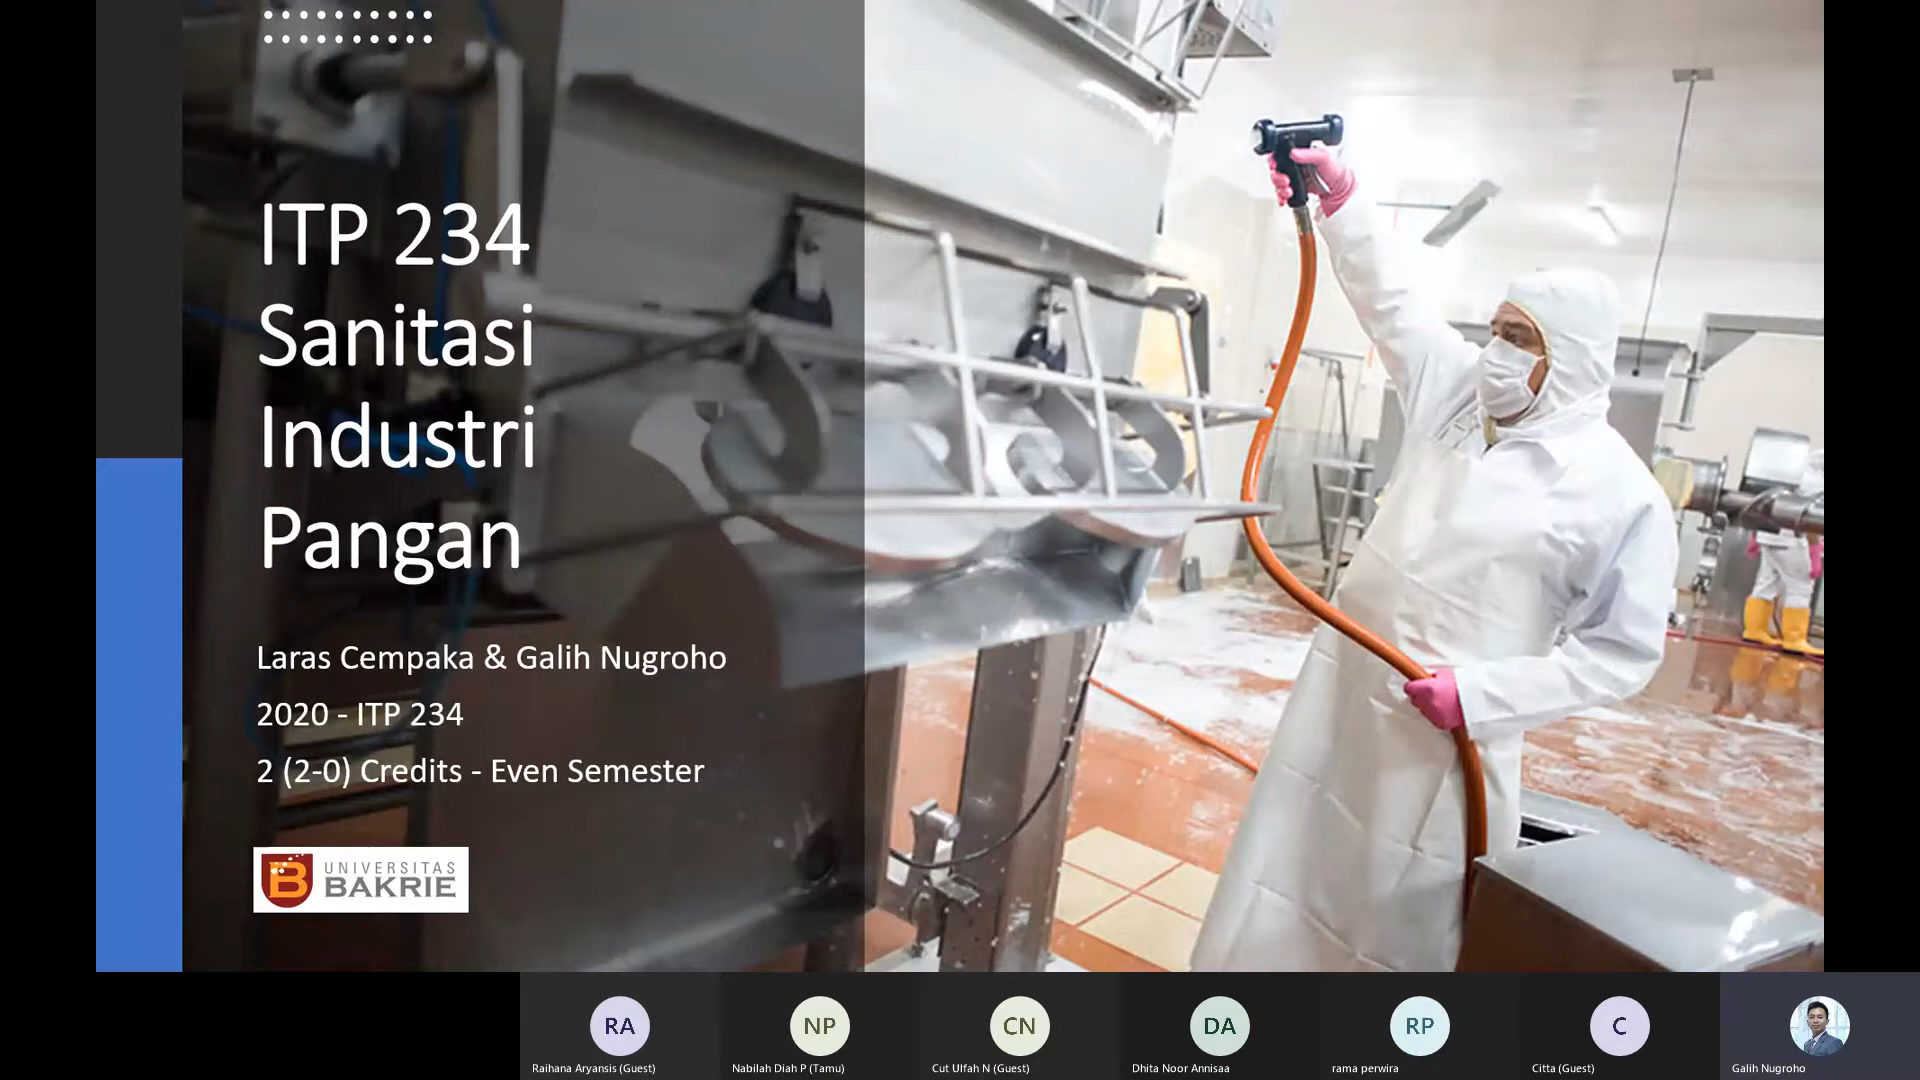 ITP 234
Sanitasi
Industri
Pangan
Laras Cempaka & Galih Nugroho
2020 - ITP 234
2 (2-0) Credits - Even Semester
B
UNIVERSITAS
BAKRIE
RA
NP
CN
DA
RP
C
Raihana Aryansis (Guest)
Nabilah Diah P (Tamu)
Cut Ulfah N (Guest)
Dhita Noor Annisaa
rama perwira
Citta (Guest)
Galih Nugroho